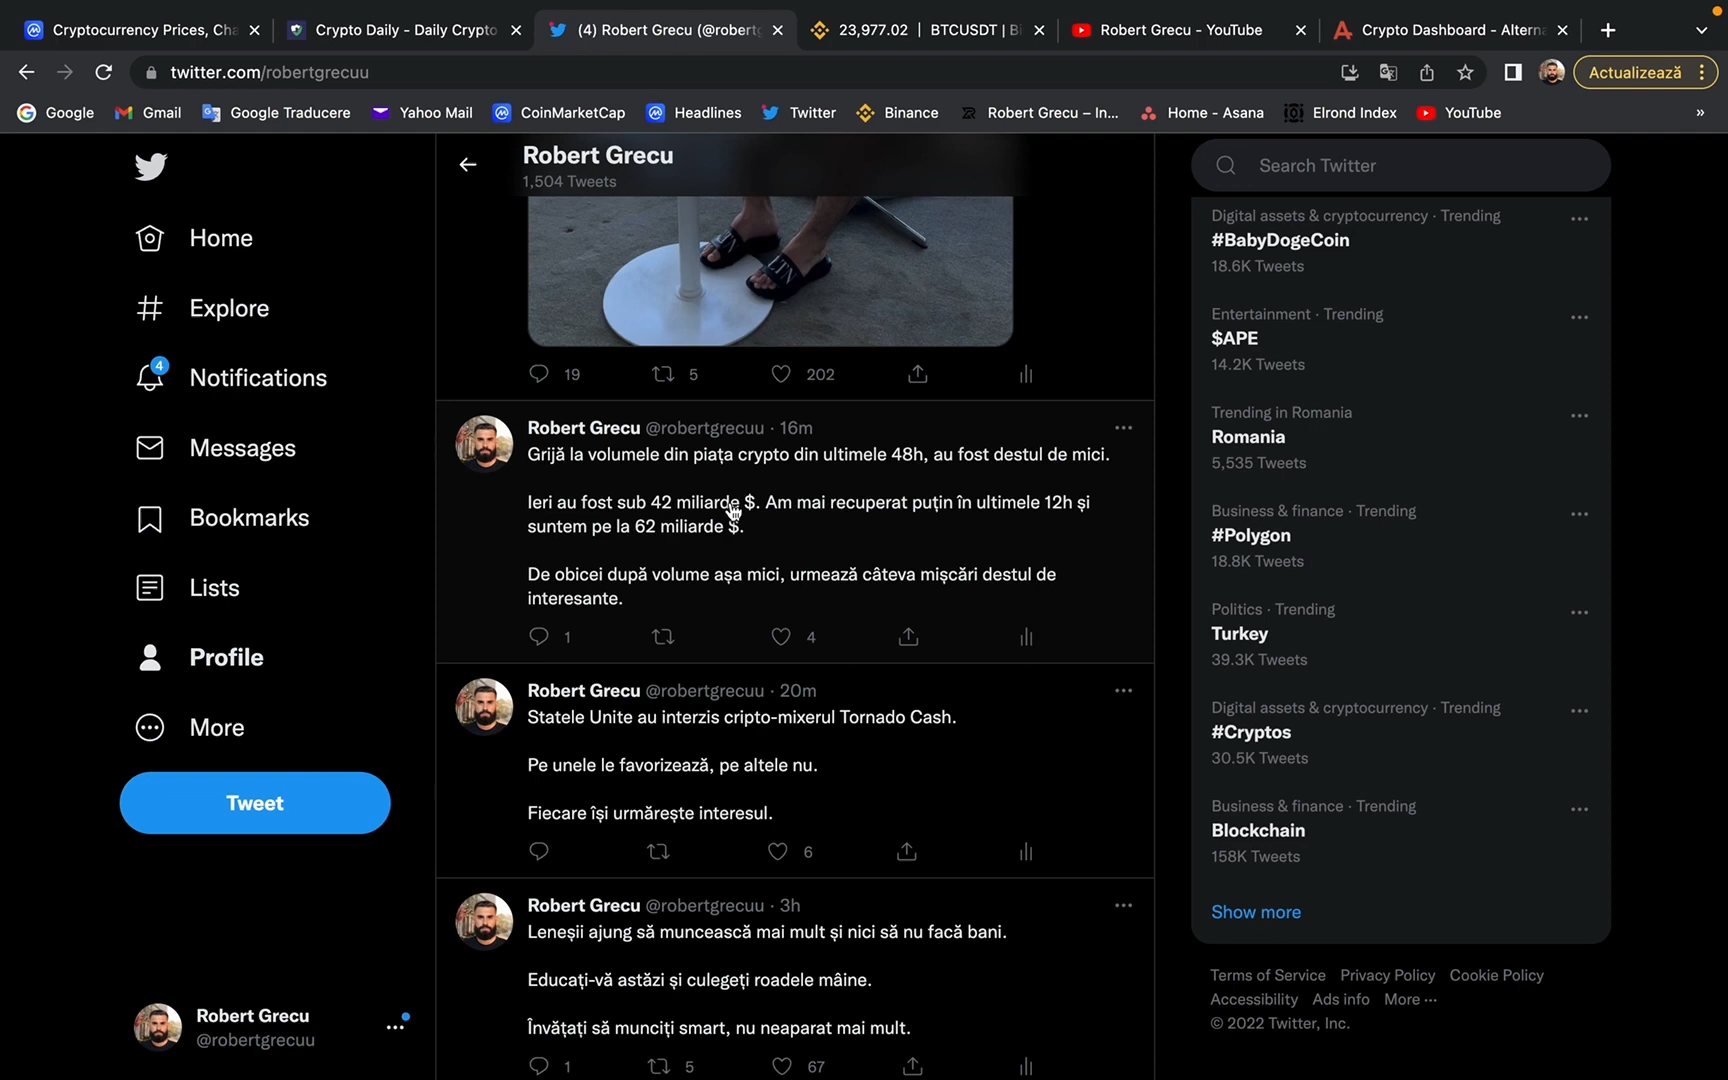 Cryptocurrency Prices, Cha
Crypto Daily - Daily Crypto
(4) Robert Grecu (@robertg
23,977.02 | BTCUSDT | Bi
Robert Grecu - YouTube
Crypto Dashboard - Alterna
twitter.com/robertgrecuu
Actualizează
Google
Gmail
Google Traducere
Yahoo Mail
CoinMarketCap
Headlines
Twitter
Binance
Robert Grecu – In...
Home - Asana
Elrond Index
YouTube
»
Home
Explore
4
Notifications
Messages
Bookmarks
Lists
Profile
More
Tweet
Robert Grecu
@robertgrecuu
Robert Grecu
1,504 Tweets
LTN
19 5 202
Robert Grecu @robertgrecuu · 16m
Grijă la volumele din piața crypto din ultimele 48h, au fost destul de mici.
Ieri au fost sub 42 miliarde $. Am mai recuperat puțin în ultimele 12h și
suntem pe la 62 miliarde $.
De obicei după volume așa mici, urmează câteva mișcări destul de
interesante.
1 4
Robert Grecu @robertgrecuu · 20m
Statele Unite au interzis cripto-mixerul Tornado Cash.
Pe unele le favorizează, pe altele nu.
Fiecare își urmărește interesul.
6
Robert Grecu @robertgrecuu · 3h
Leneșii ajung să muncească mai mult și nici să nu facă bani.
Educați-vă astăzi și culegeți roadele mâine.
Învățați să munciți smart, nu neaparat mai mult.
1 5 67
Search Twitter
Digital assets & cryptocurrency · Trending
#BabyDogeCoin
18.6K Tweets
Entertainment · Trending
$APE
14.2K Tweets
Trending in Romania
Romania
5,535 Tweets
Business & finance · Trending
#Polygon
18.8K Tweets
Politics · Trending
Turkey
39.3K Tweets
Digital assets & cryptocurrency · Trending
#Cryptos
30.5K Tweets
Business & finance · Trending
Blockchain
158K Tweets
Show more
Terms of Service Privacy Policy Cookie Policy
Accessibility Ads info More ···
© 2022 Twitter, Inc.